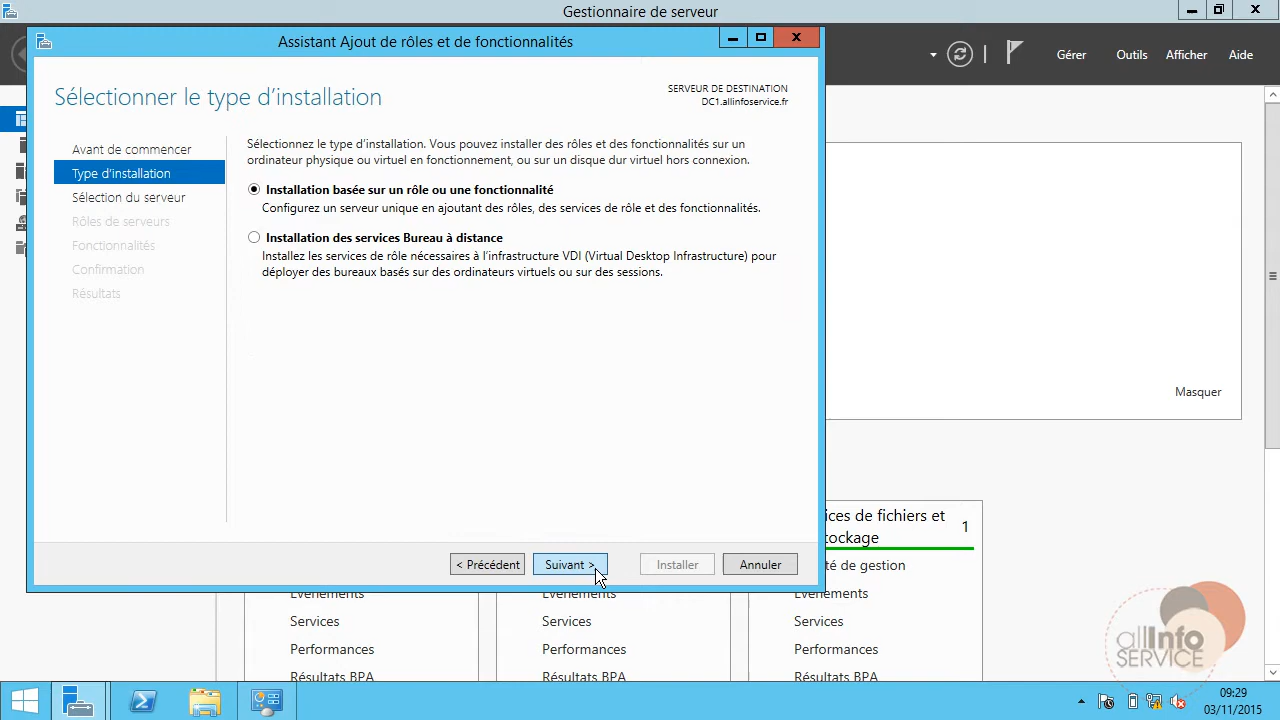 Gestionnaire de serveur
Assistant Ajout de rôles et de fonctionnalités
Gérer
Outils
Afficher
Aide
Sélectionner le type d'installation
SERVEUR DE DESTINATION
DC1.allinfoservice.fr
Avant de commencer
Type d'installation
Sélection du serveur
Rôles de serveurs
Fonctionnalités
Confirmation
Résultats
Sélectionnez le type d'installation. Vous pouvez installer des rôles et des fonctionnalités sur un
ordinateur physique ou virtuel en fonctionnement, ou sur un disque dur virtuel hors connexion.
Installation basée sur un rôle ou une fonctionnalité
Configurez un serveur unique en ajoutant des rôles, des services de rôle et des fonctionnalités.
Installation des services Bureau à distance
Installez les services de rôle nécessaires à l'infrastructure VDI (Virtual Desktop Infrastructure) pour
déployer des bureaux basés sur des ordinateurs virtuels ou sur des sessions.
Masquer
< Précédent
Suivant >
Installer
Annuler
ices de fichiers et
tockage
1
té de gestion
Événements
Événements
Événements
Services
Services
Services
Performances
Performances
Performances
Résultats BPA
Résultats BPA
Résultats BPA
allInfo
SERVICE
09:29
03/11/2015